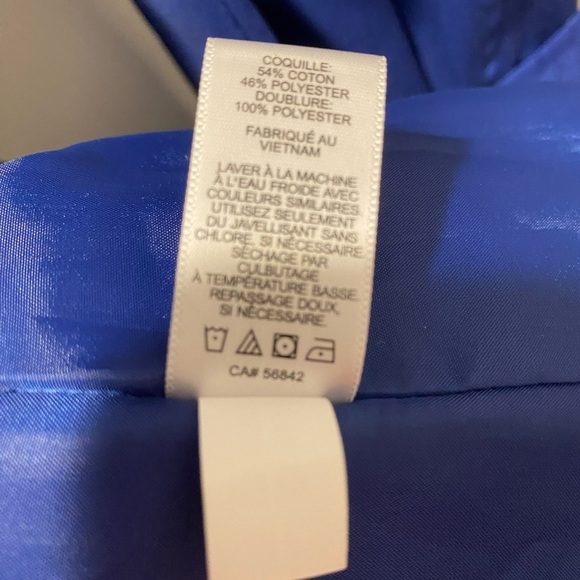 COQUILLE:
54% COTON
46% POLYESTER
DOUBLURE:
100% POLYESTER
FABRIQUÉ AU
VIETNAM
LAVER À LA MACHINE
À L'EAU FROIDE AVEC
COULEURS SIMILAIRES.
UTILISEZ SEULEMENT
DU JAVELLISANT SANS
CHLORE, SI NÉCESSAIRE.
SÉCHAGE PAR
CULBUTAGE
À TEMPÉRATURE BASSE.
REPASSAGE DOUX,
SI NÉCESSAIRE.
CA# 56842